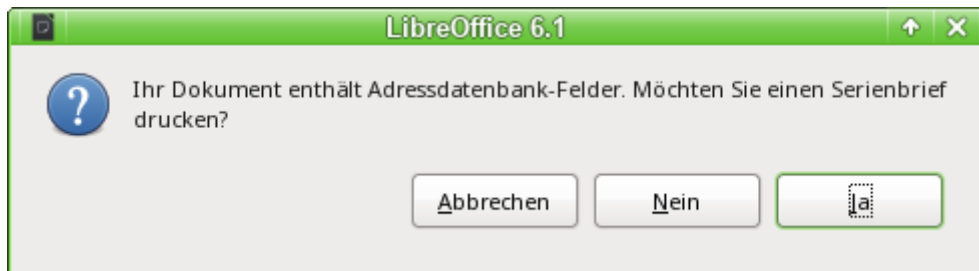 LibreOffice 6.1
Ihr Dokument enthält Adressdatenbank-Felder. Möchten Sie einen Serienbrief
drucken?
Abbrechen Nein Ja